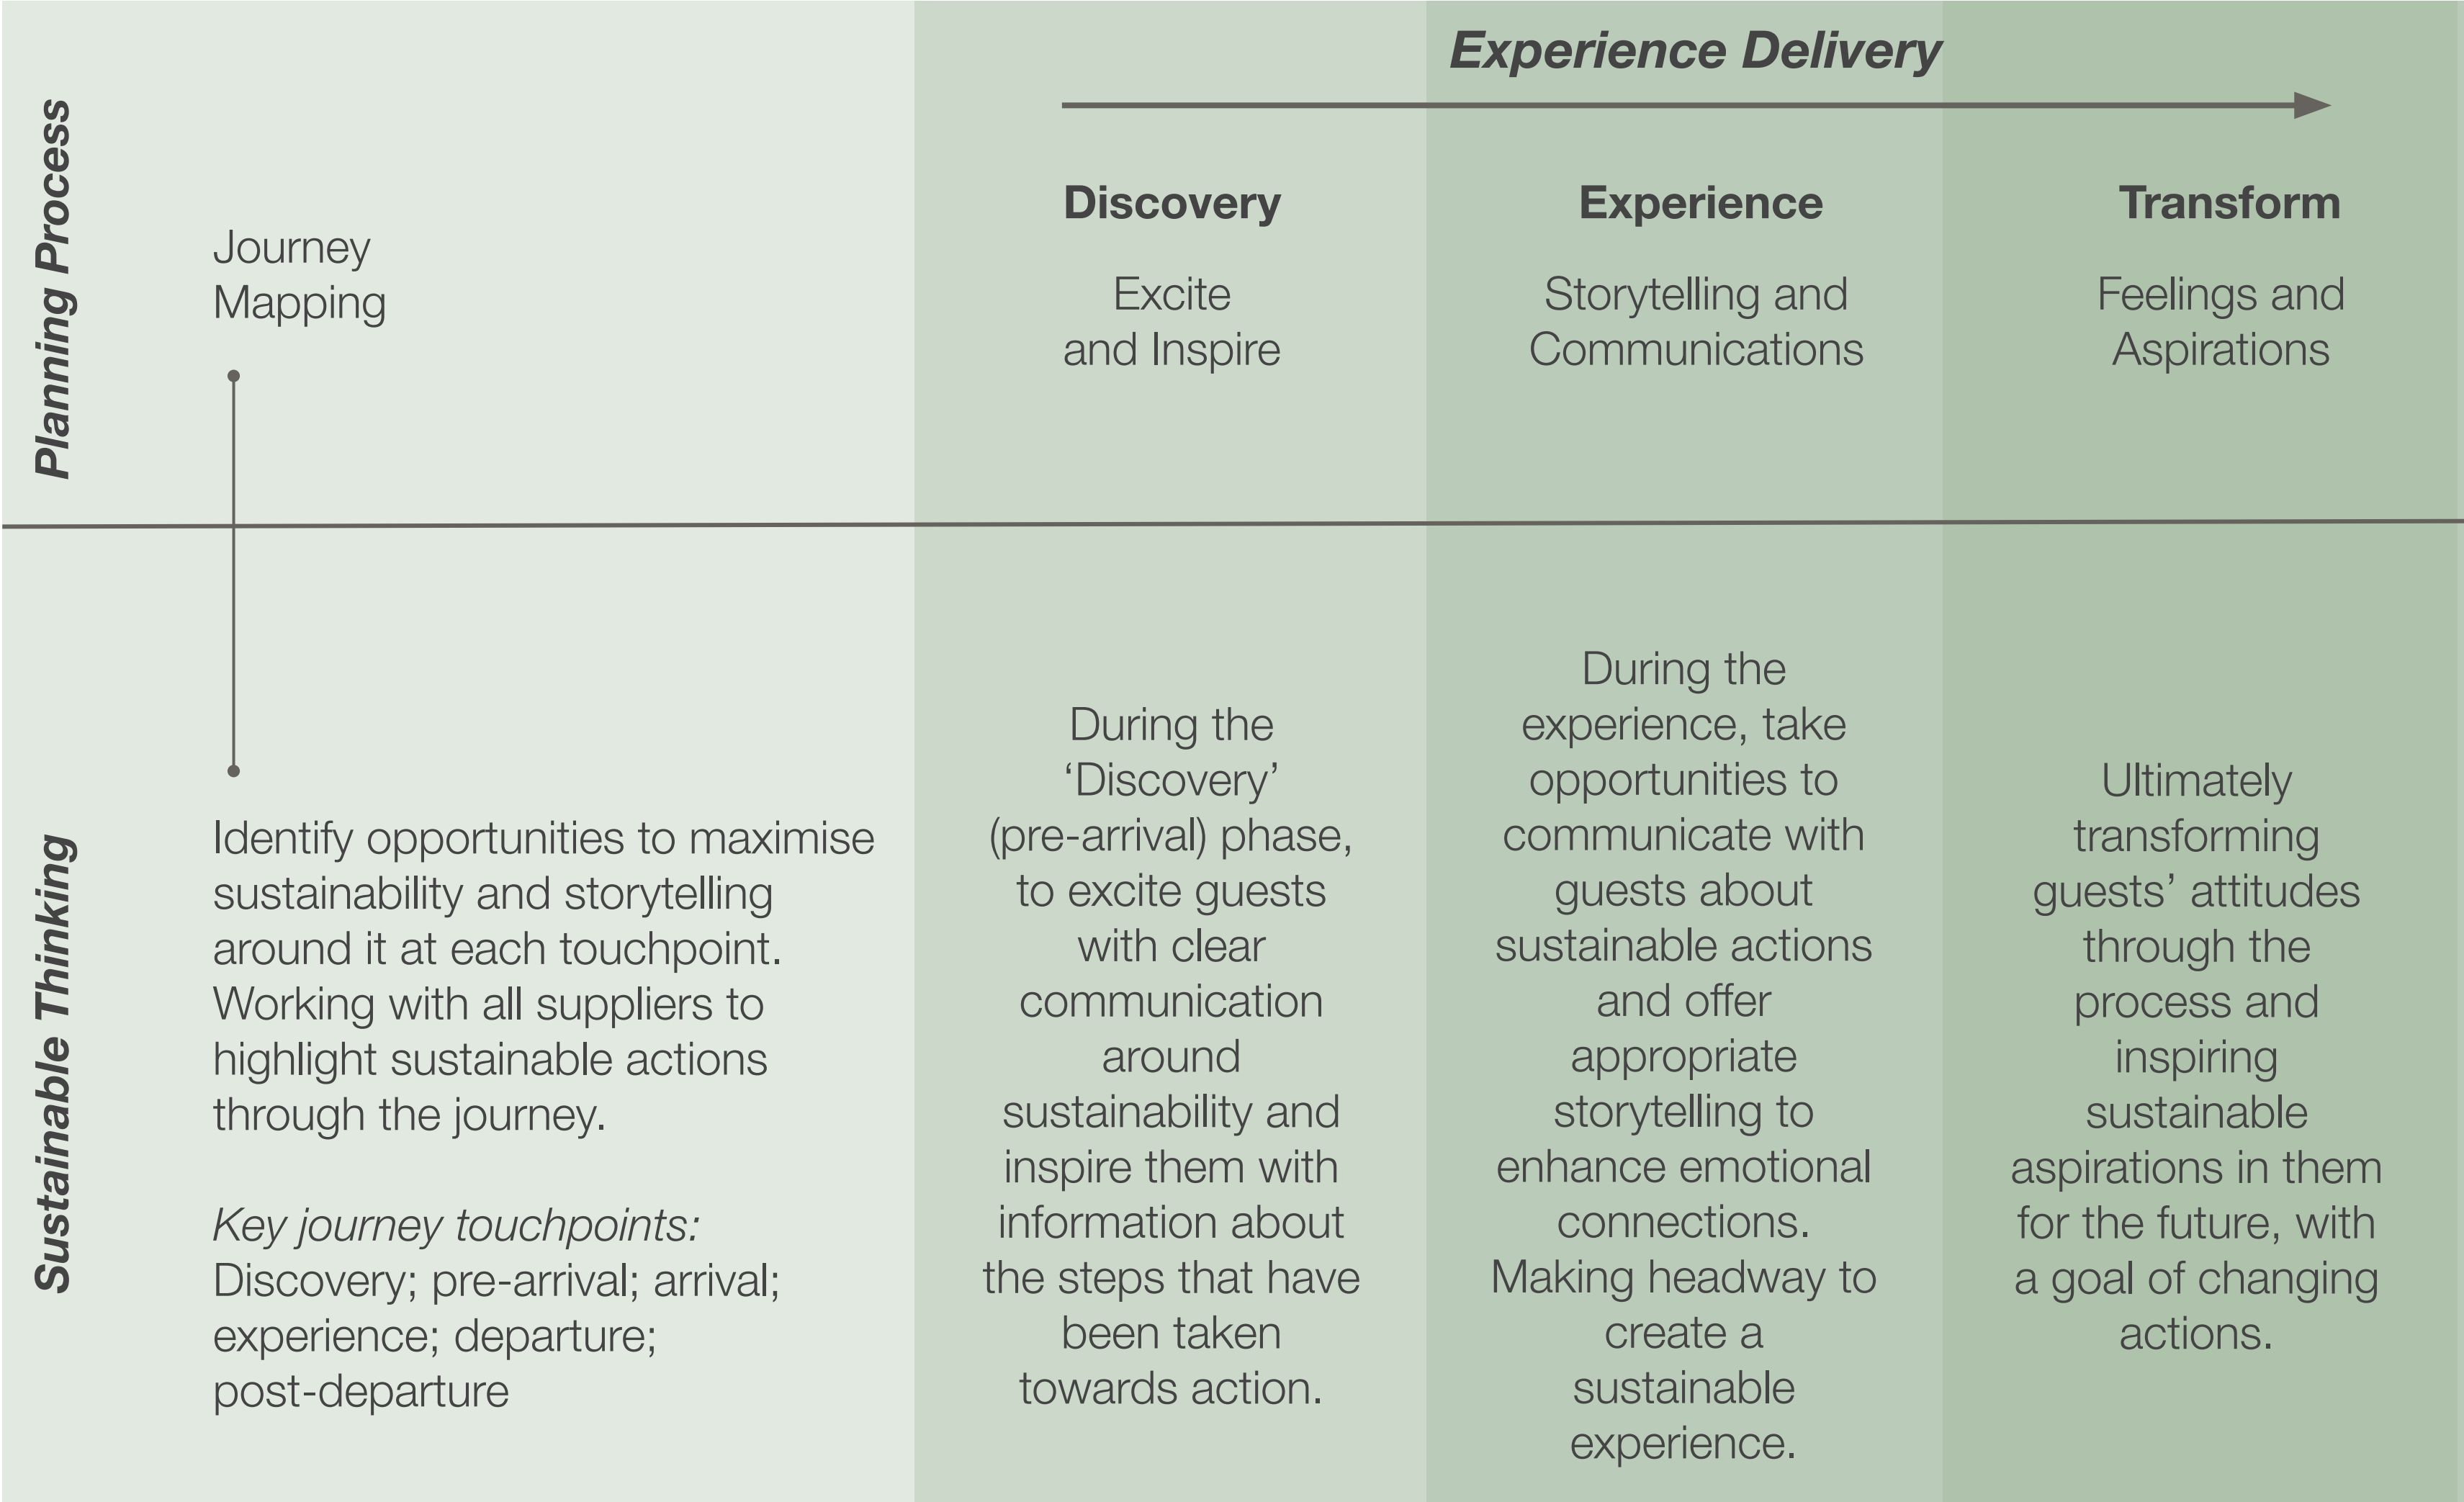 Experience Delivery
Planning Process
Journey
Mapping
Discovery
Excite
and Inspire
Experience
Storytelling and
Communications
Transform
Feelings and
Aspirations
Sustainable Thinking
Identify opportunities to maximise
sustainability and storytelling
around it at each touchpoint.
Working with all suppliers to
highlight sustainable actions
through the journey.
Key journey touchpoints:
Discovery; pre-arrival; arrival;
experience; departure;
post-departure
During the
‘Discovery’
(pre-arrival) phase,
to excite guests
with clear
communication
around
sustainability and
inspire them with
information about
the steps that have
been taken
towards action.
During the
experience, take
opportunities to
communicate with
guests about
sustainable actions
and offer
appropriate
storytelling to
enhance emotional
connections.
Making headway to
create a
sustainable
experience.
Ultimately
transforming
guests’ attitudes
through the
process and
inspiring
sustainable
aspirations in them
for the future, with
a goal of changing
actions.